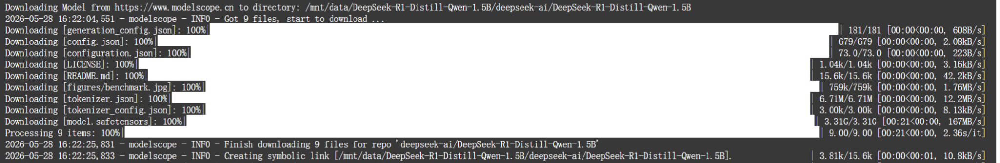 Downloading Model from https://www.modelscope.cn to directory: /mnt/data/DeepSeek-R1-Distill-Qwen-1.5B/deepseek-ai/DeepSeek-R1-Distill-Qwen-1.5B
2026-05-28 16:22:04,551 - modelscope - INFO - Got 9 files, start to download ...
Downloading [generation_config.json]: 100%| | 181/181 [00:00<00:00, 608B/s]
Downloading [config.json]: 100%| | 679/679 [00:00<00:00, 2.08kB/s]
Downloading [configuration.json]: 100%| | 73.0/73.0 [00:00<00:00, 223B/s]
Downloading [LICENSE]: 100%| | 1.04k/1.04k [00:00<00:00, 3.16kB/s]
Downloading [README.md]: 100%| | 15.6k/15.6k [00:00<00:00, 42.2kB/s]
Downloading [figures/benchmark.jpg]: 100%| | 759k/759k [00:00<00:00, 1.76MB/s]
Downloading [tokenizer.json]: 100%| | 6.71M/6.71M [00:00<00:00, 12.2MB/s]
Downloading [tokenizer_config.json]: 100%| | 3.00k/3.00k [00:00<00:00, 8.13kB/s]
Downloading [model.safetensors]: 100%| | 3.31G/3.31G [00:21<00:00, 167MB/s]
Processing 9 items: 100%| | 9.00/9.00 [00:21<00:00, 2.36s/it]
2026-05-28 16:22:25,831 - modelscope - INFO - Finish downloading 9 files for repo 'deepseek-ai/DeepSeek-R1-Distill-Qwen-1.5B'
2026-05-28 16:22:25,833 - modelscope - INFO - Creating symbolic link [/mnt/data/DeepSeek-R1-Distill-Qwen-1.5B/deepseek-ai/DeepSeek-R1-Distill-Qwen-1.5B]. | 3.81k/15.6k [00:00<00:01, 10.8kB/s]